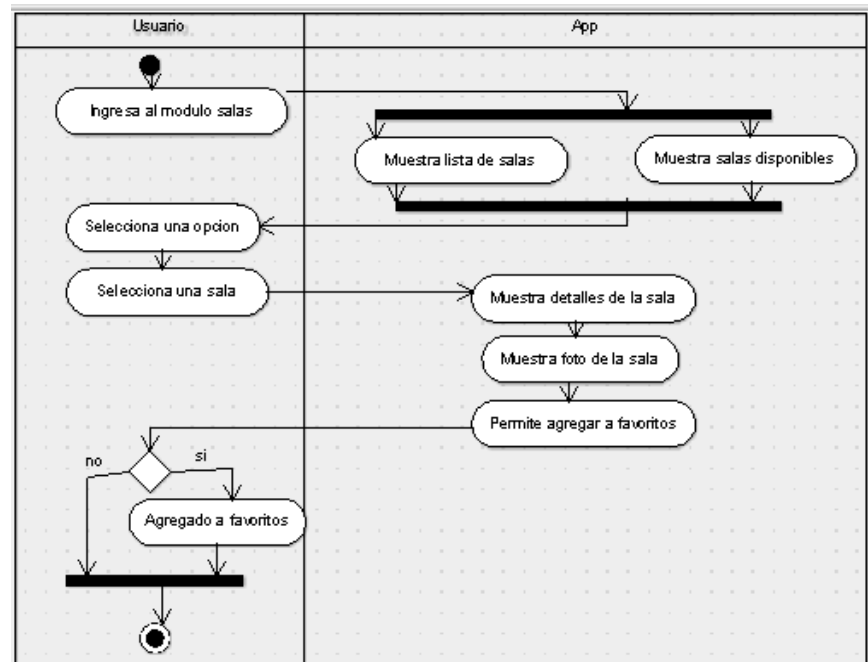 Usuario
App
Ingresa al modulo salas
Muestra lista de salas
Muestra salas disponibles
Selecciona una opcion
Selecciona una sala
Muestra detalles de la sala
Muestra foto de la sala
Permite agregar a favoritos
no
si
Agregado a favoritos